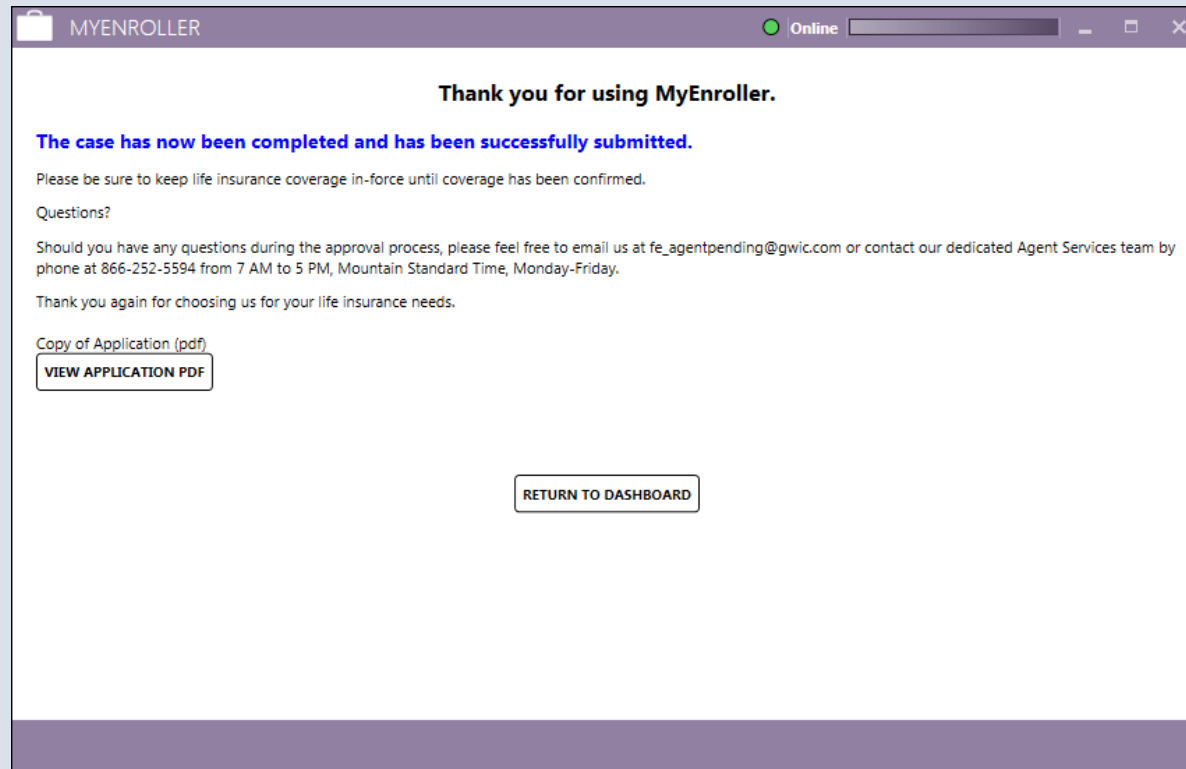 MYENROLLER
Online
Thank you for using MyEnroller.
The case has now been completed and has been successfully submitted.
Please be sure to keep life insurance coverage in-force until coverage has been confirmed.
Questions?
Should you have any questions during the approval process, please feel free to email us at fe_agentpending@gwic.com or contact our dedicated Agent Services team by
phone at 866-252-5594 from 7 AM to 5 PM, Mountain Standard Time, Monday-Friday.
Thank you again for choosing us for your life insurance needs.
Copy of Application (pdf)
VIEW APPLICATION PDF
RETURN TO DASHBOARD